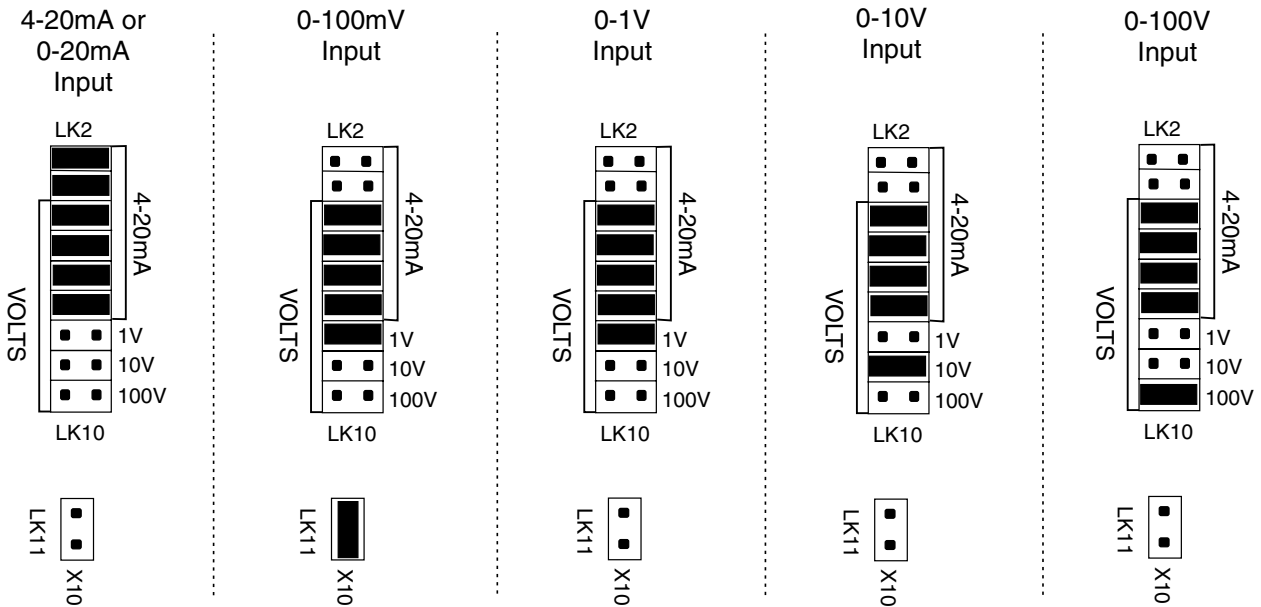 4-20mA or
0-20mA
Input
LK2
4-20mA
VOLTS
1V
10V
100V
LK10
LK11
X10
0-100mV
Input
LK2
4-20mA
VOLTS
1V
10V
100V
LK10
LK11
X10
0-1V
Input
LK2
4-20mA
VOLTS
1V
10V
100V
LK10
LK11
X10
0-10V
Input
LK2
4-20mA
VOLTS
1V
10V
100V
LK10
LK11
X10
0-100V
Input
LK2
4-20mA
VOLTS
1V
10V
100V
LK10
LK11
X10